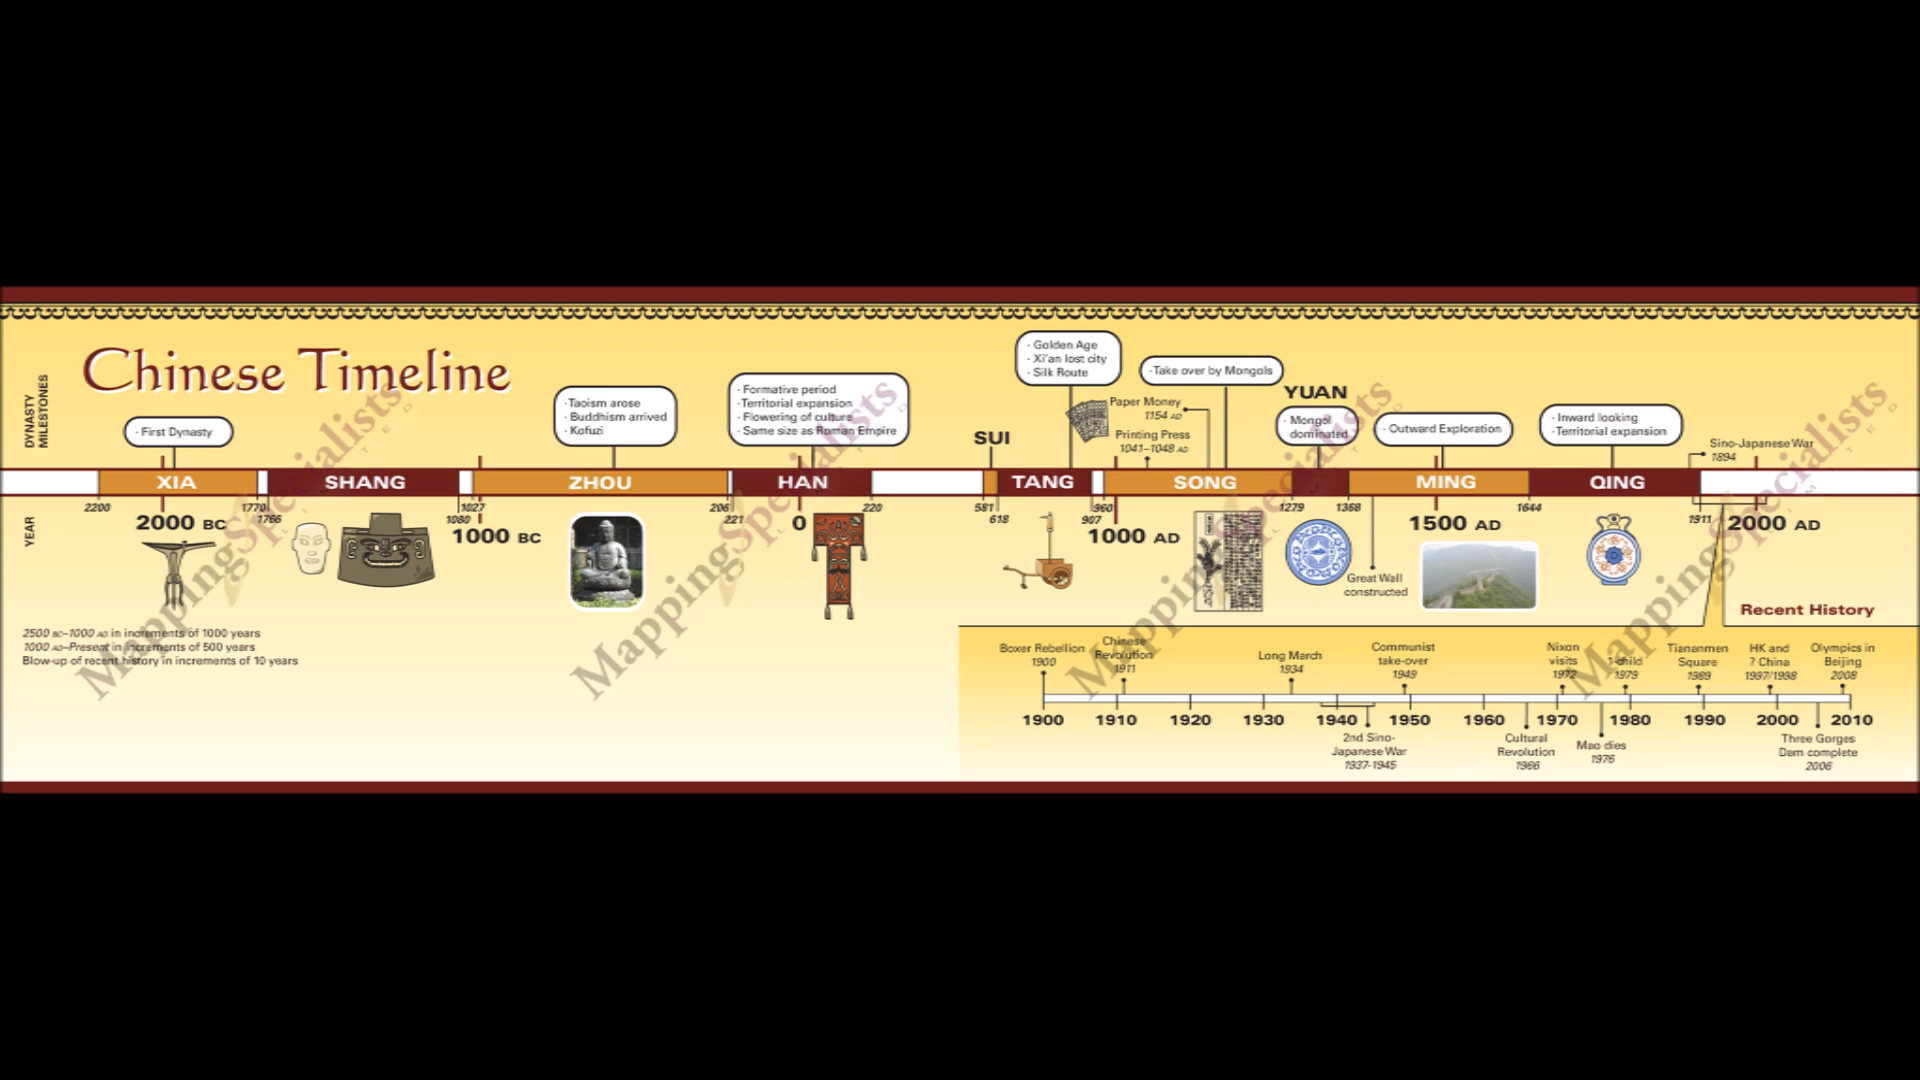 Chinese Timeline
DYNASTY
MILESTONES
· First Dynasty
·Taoism arose
· Buddhism arrived
· Kofuzi
· Formative period
·Territorial expansion
· Flowering of culture
· Same size as Roman Empire
SUI
· Golden Age
· Xi'an lost city
· Silk Route
·Take over by Mongols
Paper Money
1154 AD
Printing Press
1041–1048 AD
YUAN
· Mongol
dominated
· Outward Exploration
· Inward looking
·Territorial expansion
Sino-Japanese War
1894
XIA
SHANG
ZHOU
HAN
TANG
SONG
MING
QING
YEAR
2200
2000 BC
1770
1766
1080
1027
1000 BC
206
221
0
220
581
618
907
960
1000 AD
1279
1368
1500 AD
1644
1911
2000 AD
Great Wall
constructed
Recent History
2500 BC–1000 AD in increments of 1000 years
1000 AD–Present in increments of 500 years
Blow-up of recent history in increments of 10 years
Boxer Rebellion
1900
Chinese
Revolution
1911
Long March
1934
Communist
take-over
1949
Nixon
visits
1972
1-child
1979
Tiananmen
Square
1989
HK and
? China
1997/1998
Olympics in
Beijing
2008
1900 1910 1920 1930 1940 1950 1960 1970 1980 1990 2000 2010
2nd Sino-
Japanese War
1937-1945
Cultural
Revolution
1966
Mao dies
1976
Three Gorges
Dam complete
2006
MappingSpecialists
MappingSpecialists
MappingSpecialists
MappingSpecialists